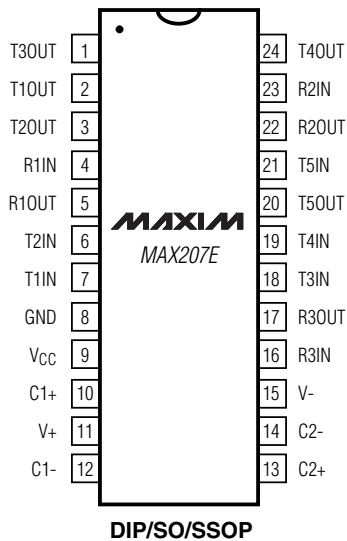 T3OUT 1 24 T4OUT
T1OUT 2 23 R2IN
T2OUT 3 22 R2OUT
R1IN 4 21 T5IN
R1OUT 5 20 T5OUT
MAXIM
T2IN 6 19 T4IN
MAX207E
T1IN 7 18 T3IN
GND 8 17 R3OUT
VCC 9 16 R3IN
C1+ 10 15 V-
V+ 11 14 C2-
C1- 12 13 C2+
DIP/SO/SSOP